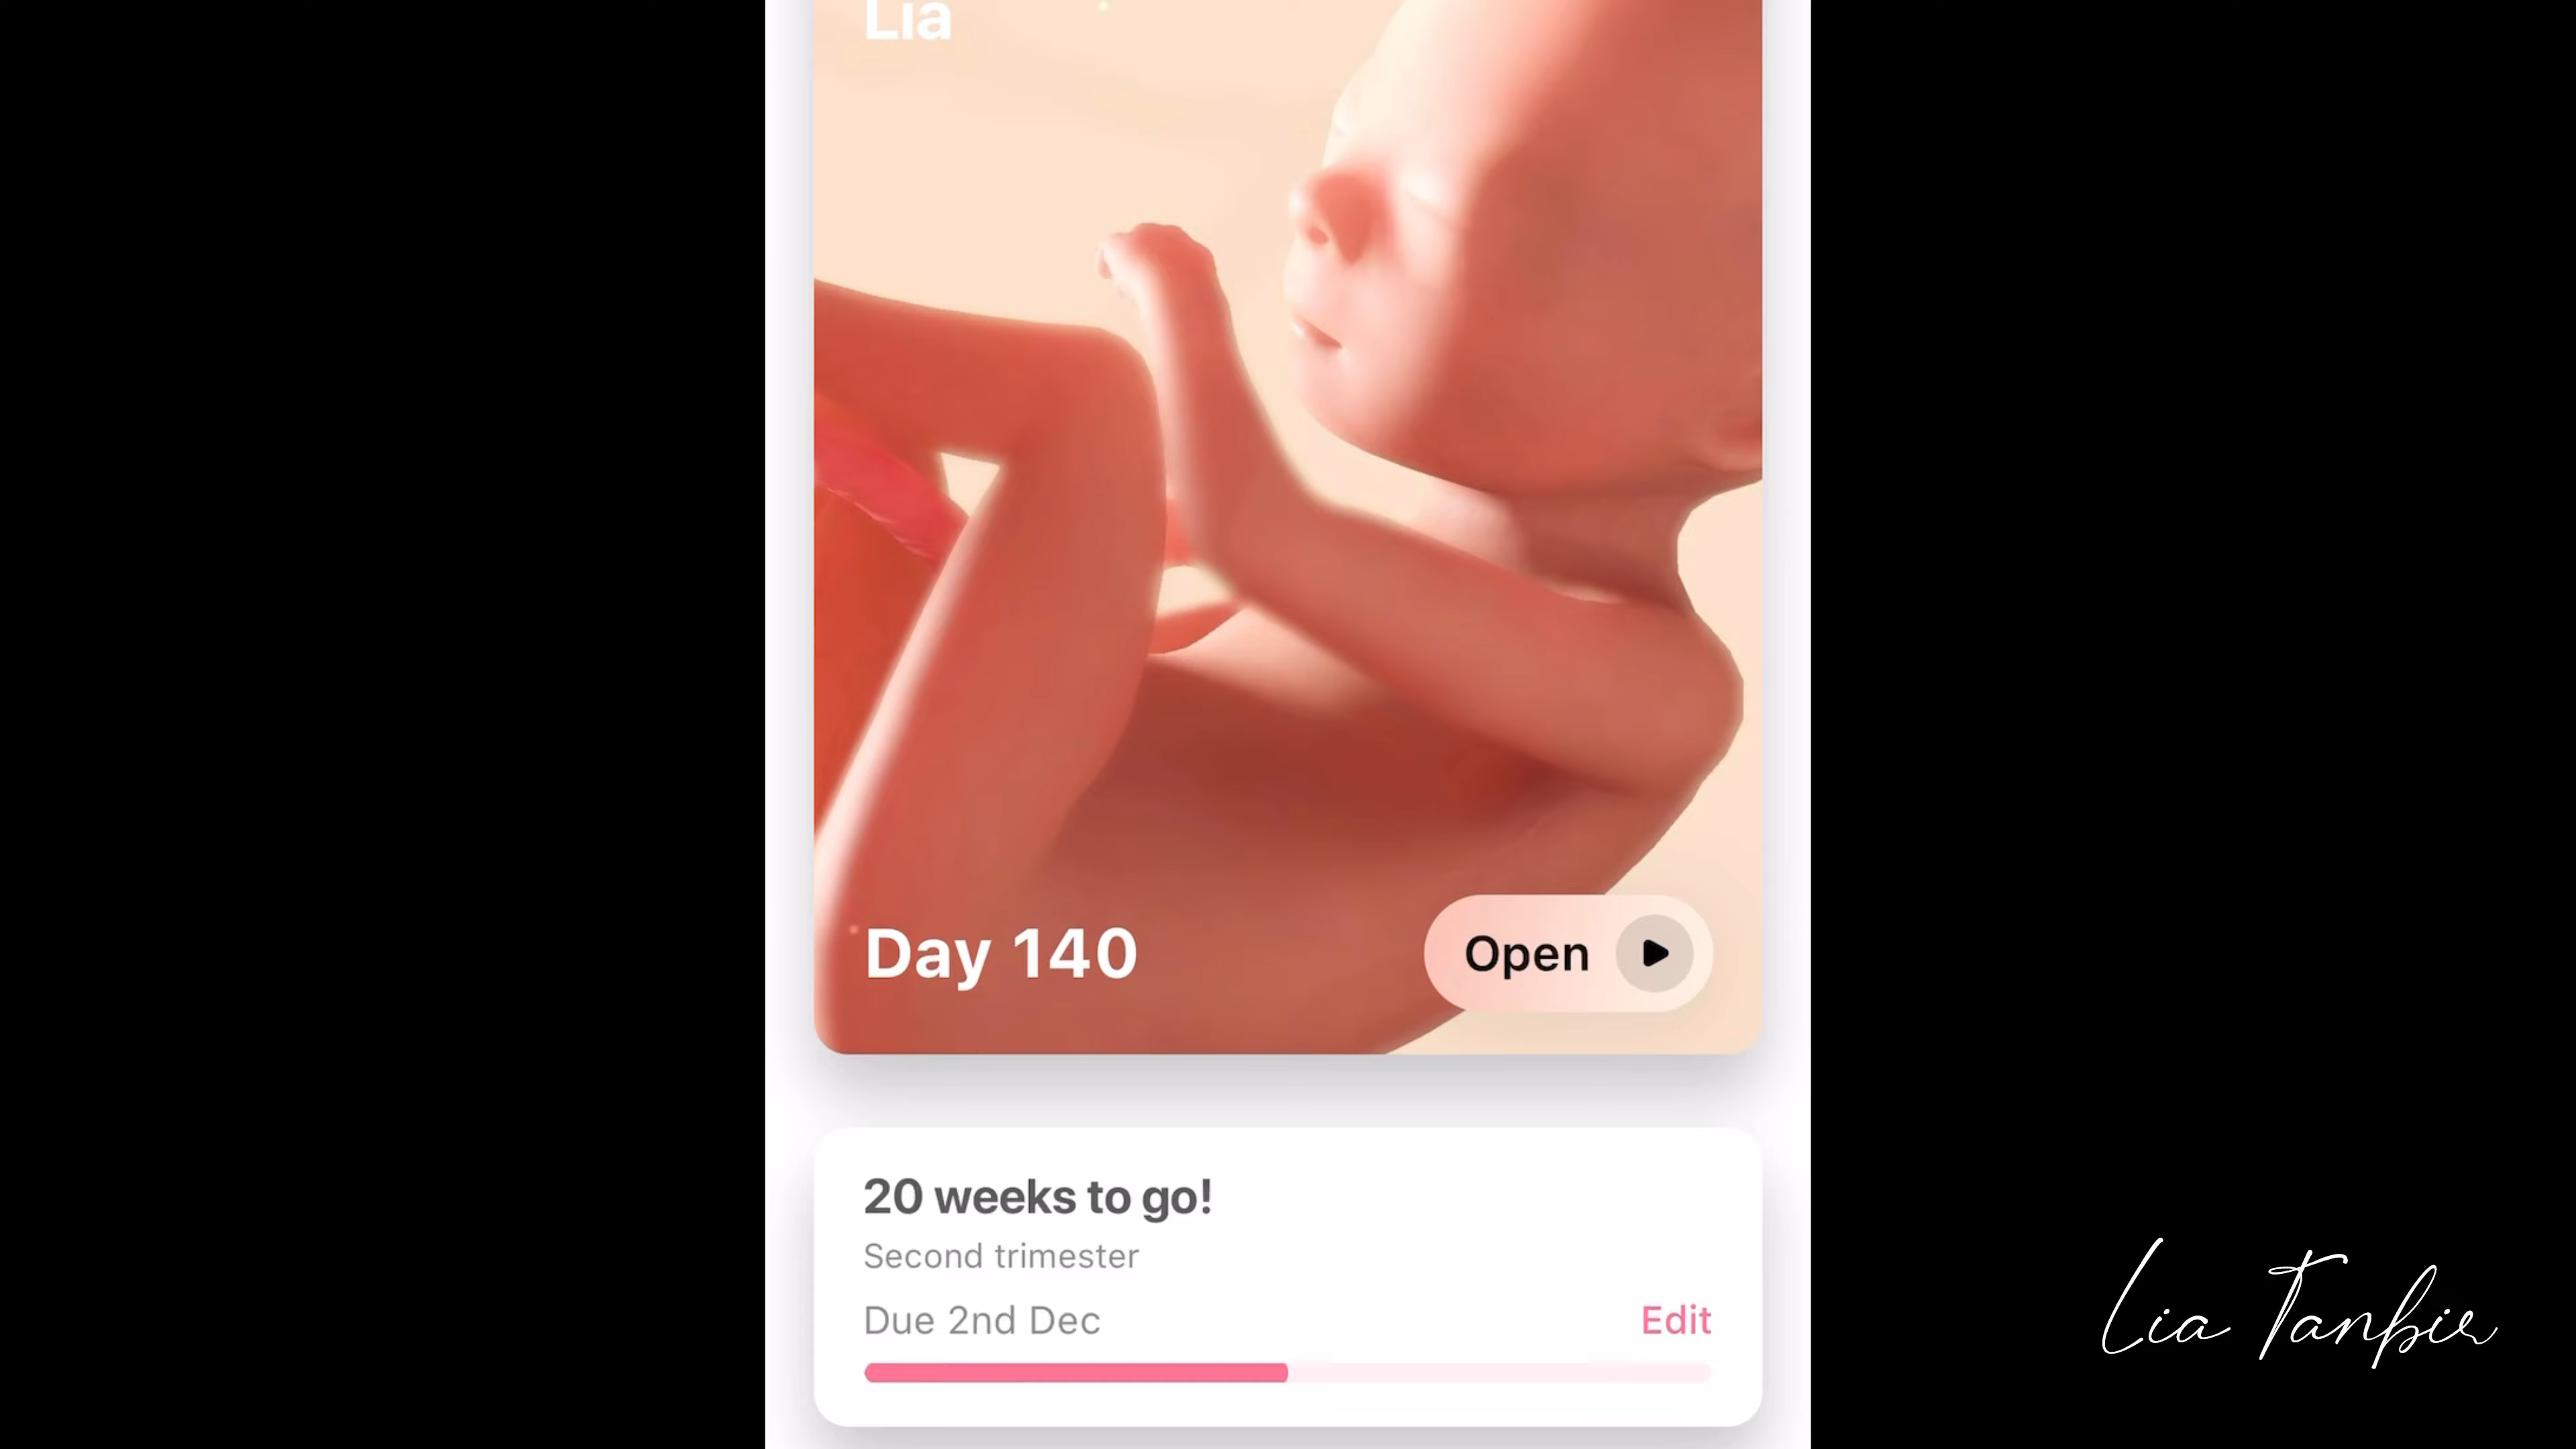 Lia
Day 140
Open
20 weeks to go!
Second trimester
Due 2nd Dec
Edit
Lia Tanbir